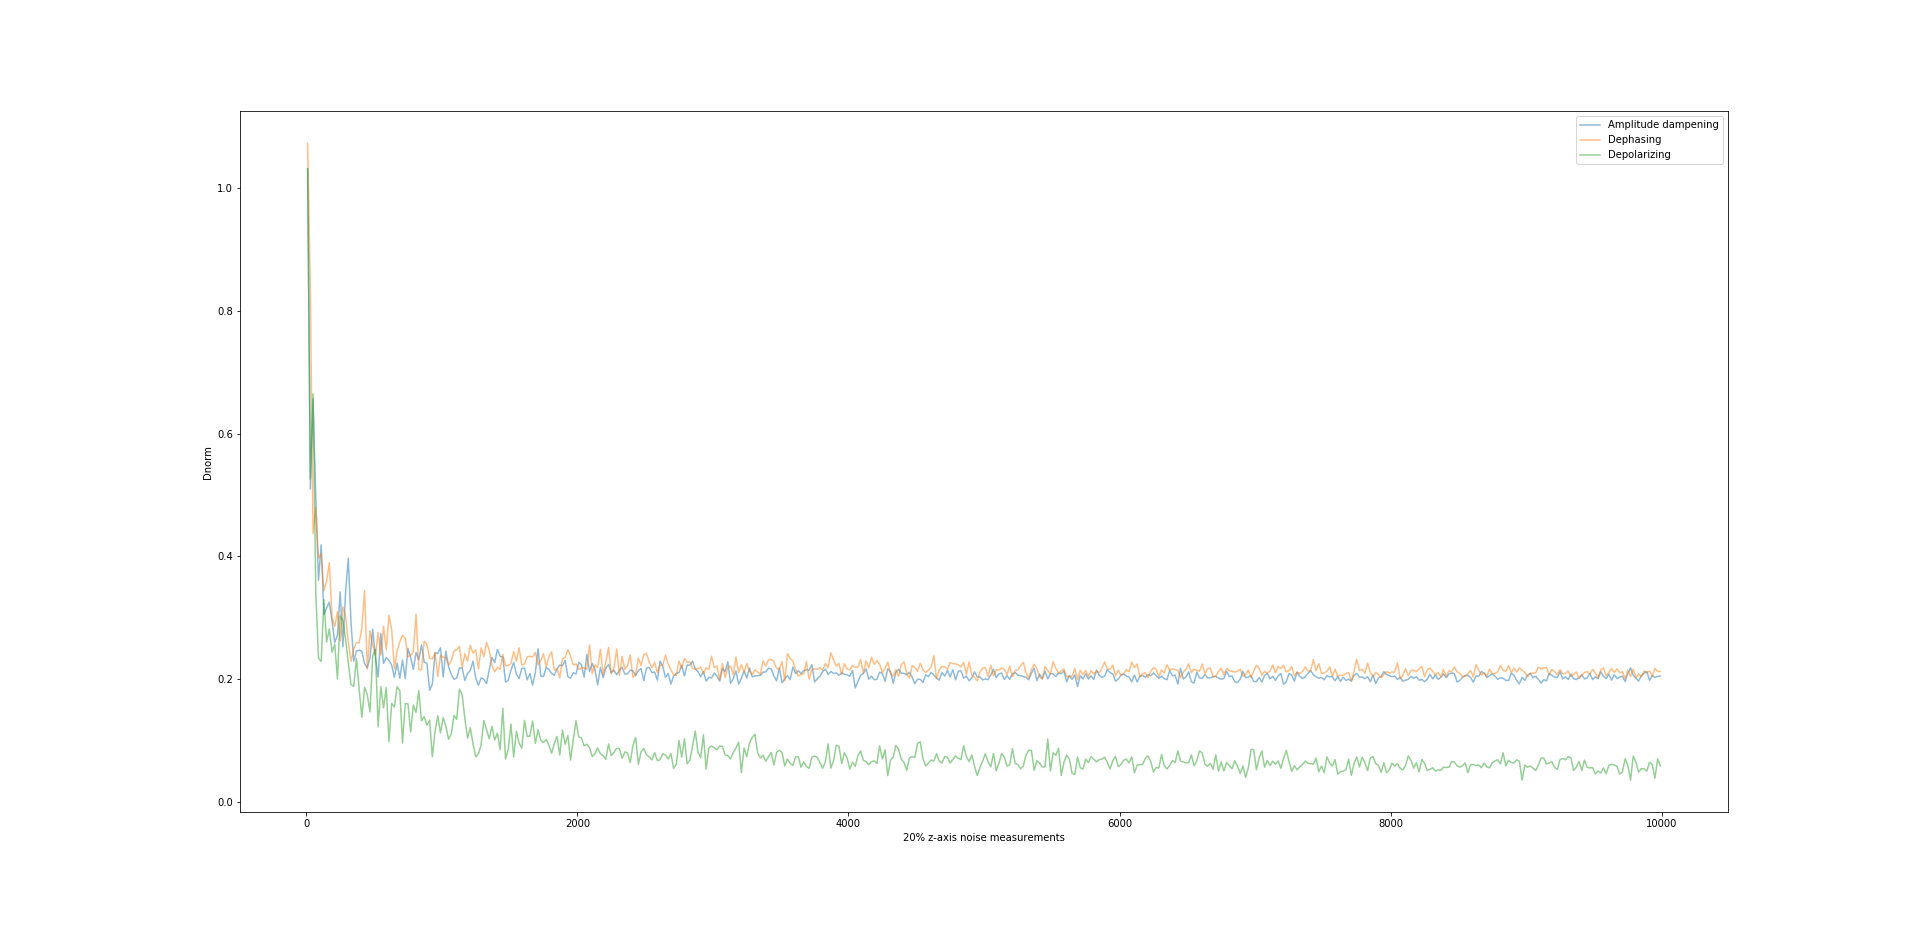 Amplitude dampening
Dephasing
Depolarizing
1.0
0.8
0.6
0.4
0.2
0.0
Dnorm
0 2000 4000 6000 8000 10000
20% z-axis noise measurements